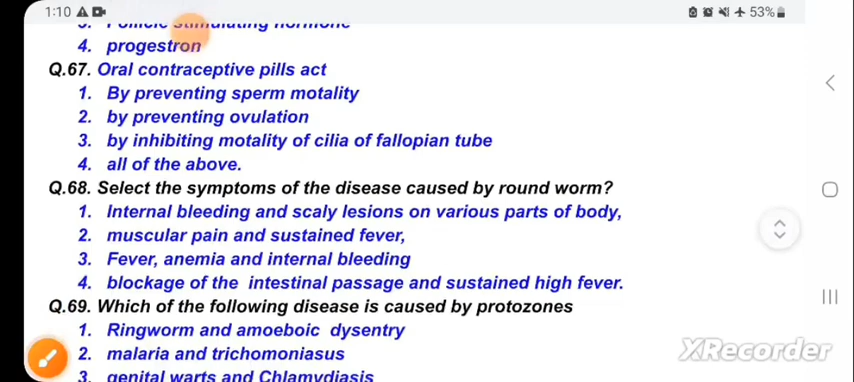 1:10
53%
3. Follicle stimulating hormone
4. progestron
Q.67. Oral contraceptive pills act
1. By preventing sperm motality
2. by preventing ovulation
3. by inhibiting motality of cilia of fallopian tube
4. all of the above.
Q.68. Select the symptoms of the disease caused by round worm?
1. Internal bleeding and scaly lesions on various parts of body,
2. muscular pain and sustained fever,
3. Fever, anemia and internal bleeding
4. blockage of the intestinal passage and sustained high fever.
Q.69. Which of the following disease is caused by protozones
1. Ringworm and amoeboic dysentry
2. malaria and trichomoniasus
3. genital warts and Chlamydiasis
XRecorder